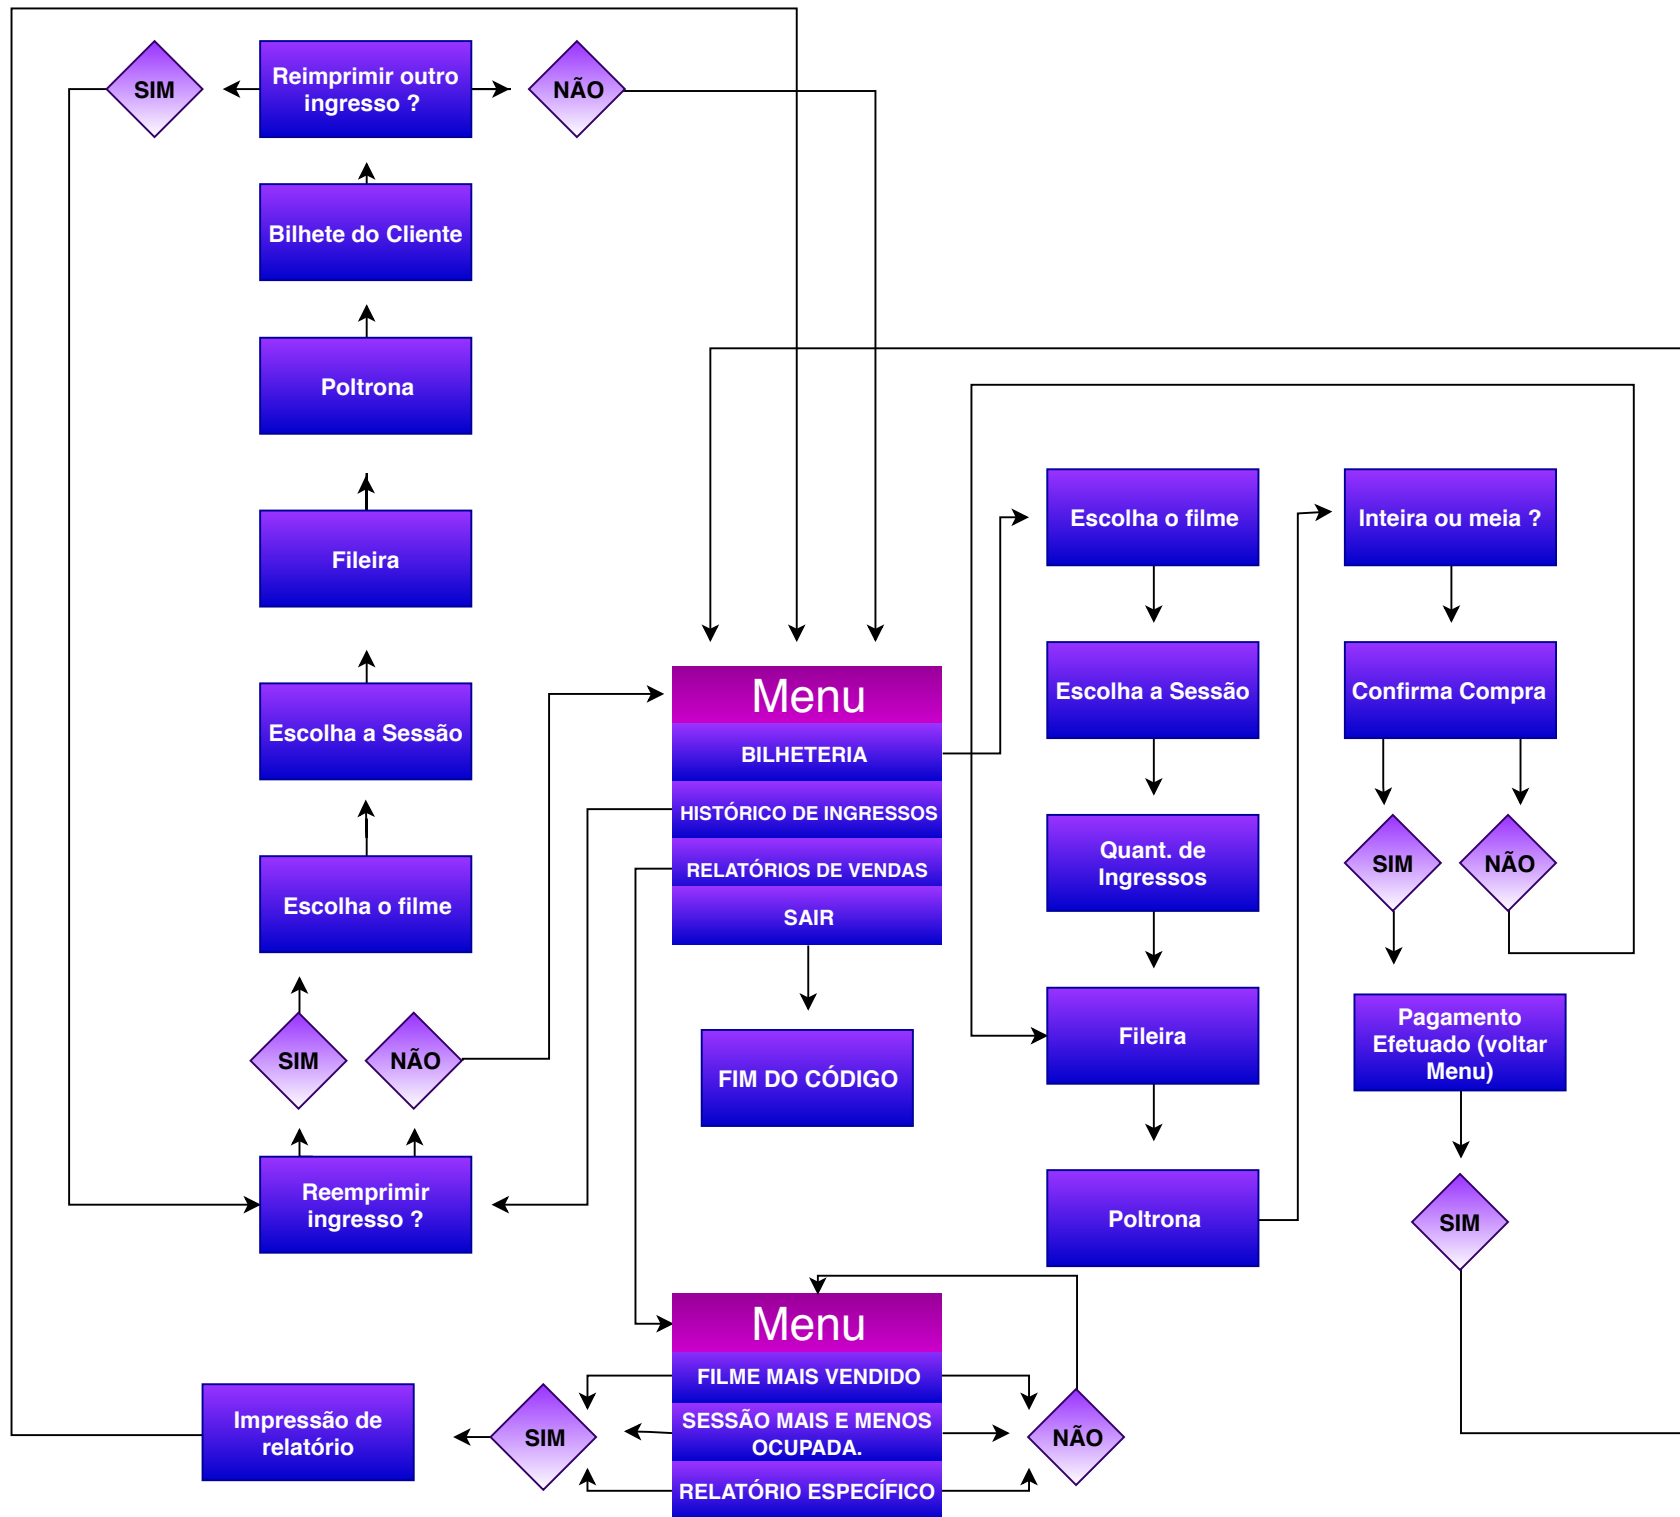 SIM
Reimprimir outro
ingresso ?
NÃO
Bilhete do Cliente
Poltrona
Fileira
Escolha a Sessão
Escolha o filme
SIM
NÃO
Reemprimir
ingresso ?
Menu
BILHETERIA
HISTÓRICO DE INGRESSOS
RELATÓRIOS DE VENDAS
SAIR
FIM DO CÓDIGO
Escolha o filme
Escolha a Sessão
Quant. de
Ingressos
Fileira
Poltrona
Inteira ou meia ?
Confirma Compra
SIM
NÃO
Pagamento
Efetuado (voltar
Menu)
SIM
Menu
FILME MAIS VENDIDO
SESSÃO MAIS E MENOS
OCUPADA.
RELATÓRIO ESPECÍFICO
SIM
NÃO
Impressão de
relatório